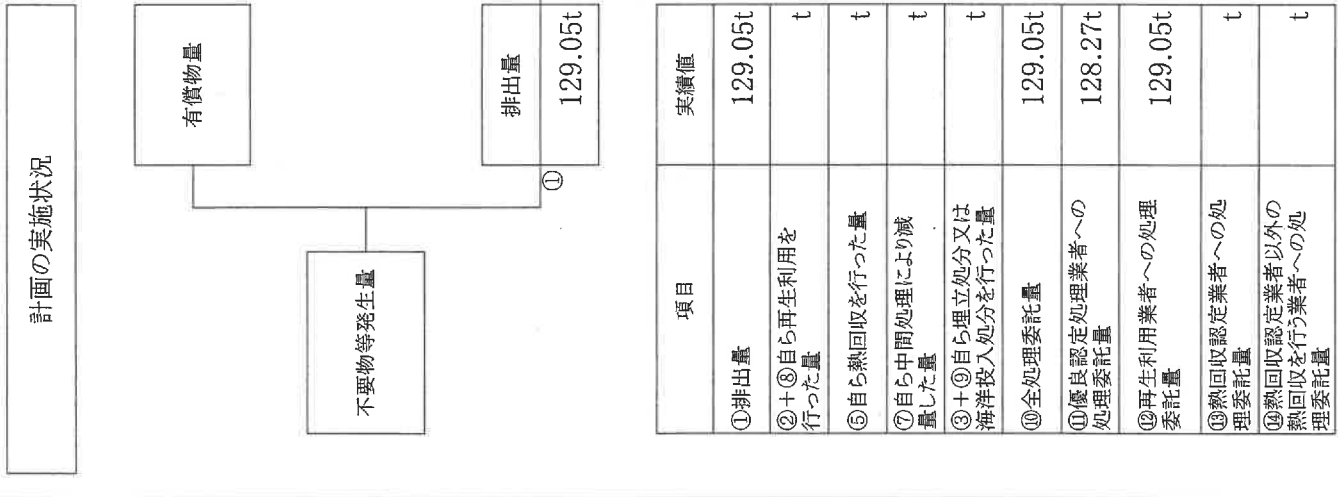 計画の実施状況
有償物量
不要物等発生量
排出量
①
129.05t
項目
実績値
①排出量
129.05t
②＋⑧自ら再生利用を
行った量
t
⑤自ら熱回収を行った量
t
⑦自ら中間処理により減
量した量
t
③＋⑨自ら埋立処分又は
海洋投入処分を行った量
t
⑩全処理委託量
129.05t
⑪優良認定処理業者への
処理委託量
128.27t
⑫再生利用業者への処理
委託量
129.05t
⑬熱回収認定業者への処
理委託量
t
⑭熱回収認定業者以外の
熱回収を行う業者への処
理委託量
t